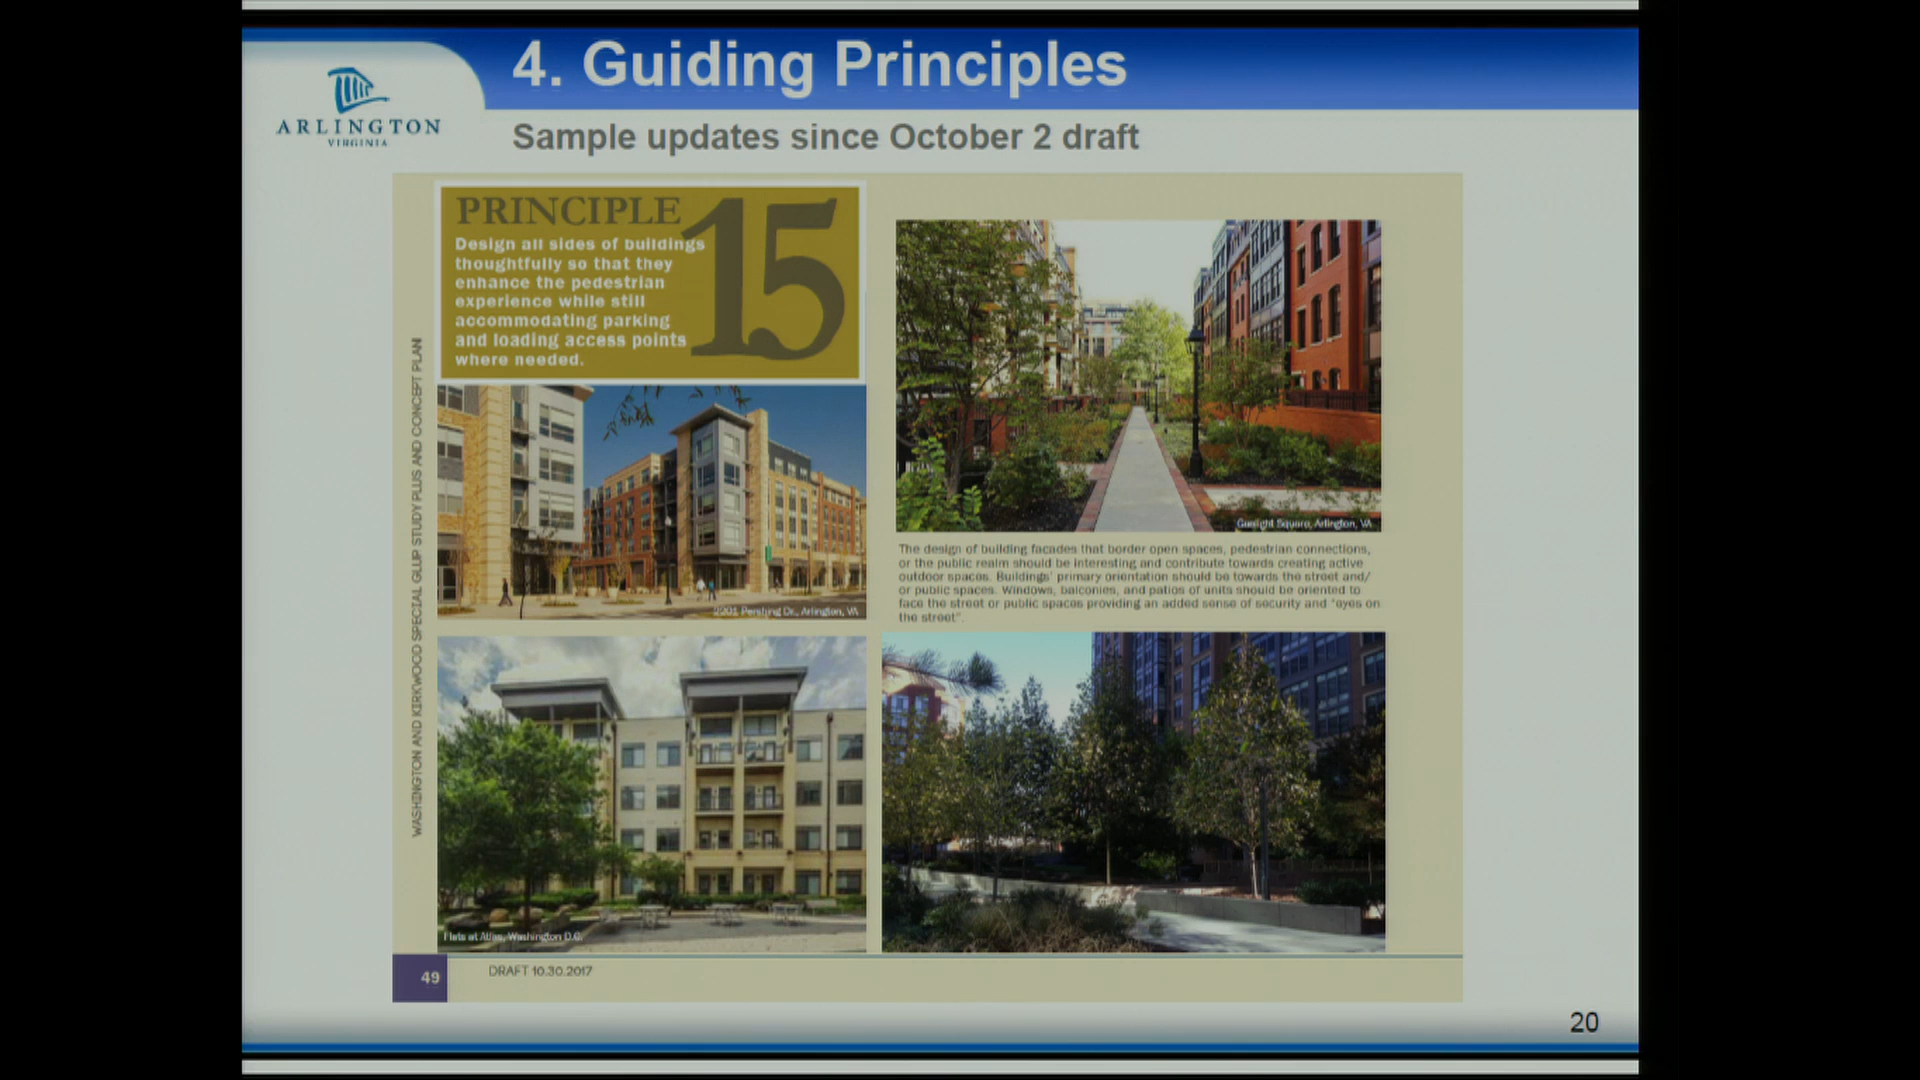 4. Guiding Principles
ARLINGTON
VIRGINIA
Sample updates since October 2 draft
PRINCIPLE 15
Design all sides of buildings
thoughtfully so that they
enhance the pedestrian
experience while still
accommodating parking
and loading access points
where needed.
WASHINGTON AND KIRKWOOD SPECIAL GLUP STUDY PLUS AND CONCEPT PLAN
2201 Pershing Dr., Arlington, VA
Flats at Atlas, Washington D.C.
Gaslight Square, Arlington, VA
The design of building facades that border open spaces, pedestrian connections,
or the public realm should be interesting and contribute towards creating active
outdoor spaces. Buildings' primary orientation should be towards the street and/
or public spaces. Windows, balconies, and patios of units should be oriented to
face the street or public spaces providing an added sense of security and "eyes on
the street".
49
DRAFT 10.30.2017
20